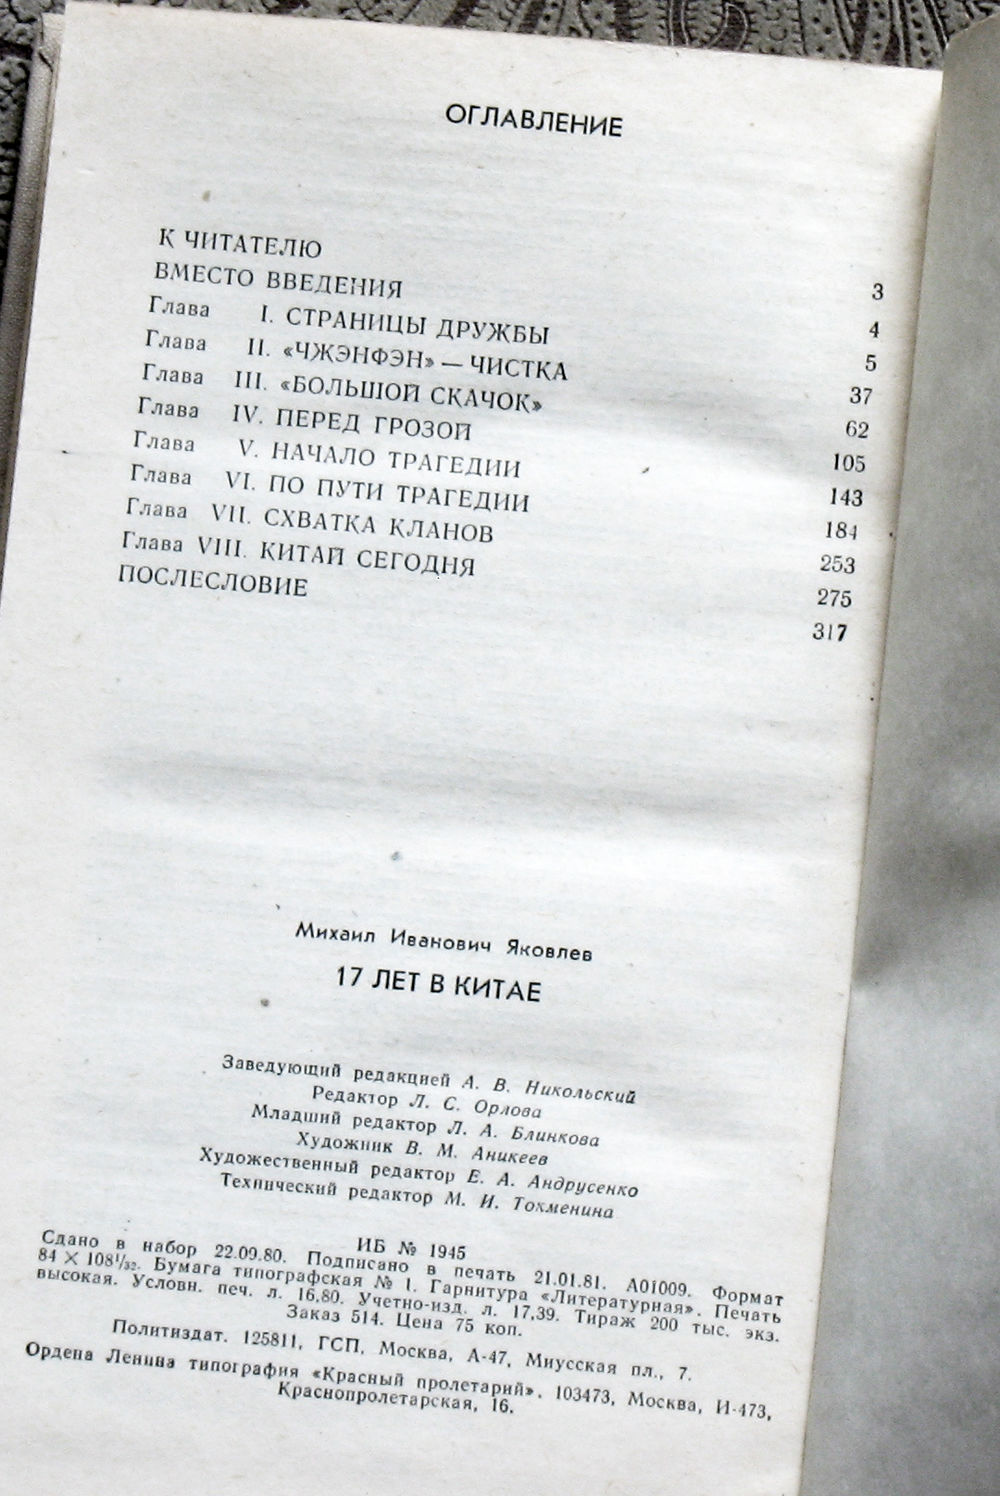 ОГЛАВЛЕНИЕ
К ЧИТАТЕЛЮ 3
ВМЕСТО ВВЕДЕНИЯ 4
Глава I. СТРАНИЦЫ ДРУЖБЫ 5
Глава II. «ЧЖЭНФЭН» — ЧИСТКА 37
Глава III. «БОЛЬШОЙ СКАЧОК» 62
Глава IV. ПЕРЕД ГРОЗОЙ 105
Глава V. НАЧАЛО ТРАГЕДИИ 143
Глава VI. ПО ПУТИ ТРАГЕДИИ 184
Глава VII. СХВАТКА КЛАНОВ 253
Глава VIII. КИТАЙ СЕГОДНЯ 275
ПОСЛЕСЛОВИЕ 317
Михаил Иванович Яковлев
17 ЛЕТ В КИТАЕ
Заведующий редакцией А. В. Никольский
Редактор Л. С. Орлова
Младший редактор Л. А. Блинкова
Художник В. М. Аникеев
Художественный редактор Е. А. Андрусенко
Технический редактор М. И. Токменина
ИБ № 1945
Сдано в набор 22.09.80. Подписано в печать 21.01.81. А01009. Формат
84 × 108¹/₃₂. Бумага типографская № 1. Гарнитура «Литературная». Печать
высокая. Условн. печ. л. 16,80. Учетно-изд. л. 17,39. Тираж 200 тыс. экз.
Заказ 514. Цена 75 коп.
Политиздат. 125811, ГСП, Москва, А-47, Миусская пл., 7.
Ордена Ленина типография «Красный пролетарий». 103473, Москва, И-473,
Краснопролетарская, 16.